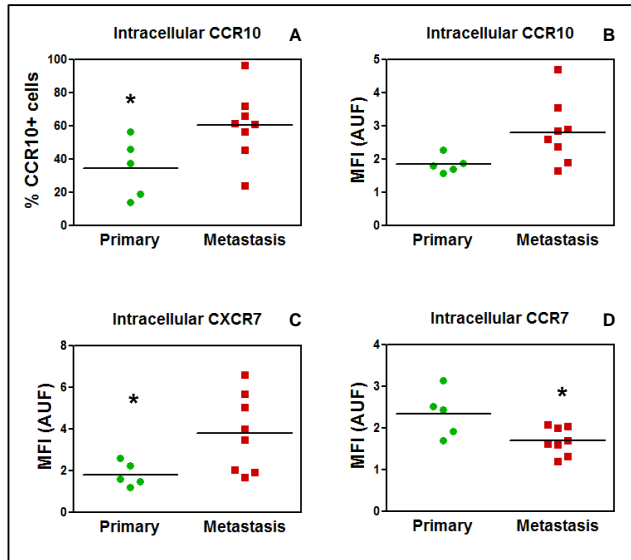 Intracellular CCR10 A
% CCR10+ cells
100
80
60
40
20
0
*
Primary Metastasis
Intracellular CCR10 B
MFI (AUF)
5
4
3
2
1
0
Primary Metastasis
Intracellular CXCR7 C
MFI (AUF)
8
6
4
2
0
*
Primary Metastasis
Intracellular CCR7 D
MFI (AUF)
4
3
2
1
0
*
Primary Metastasis